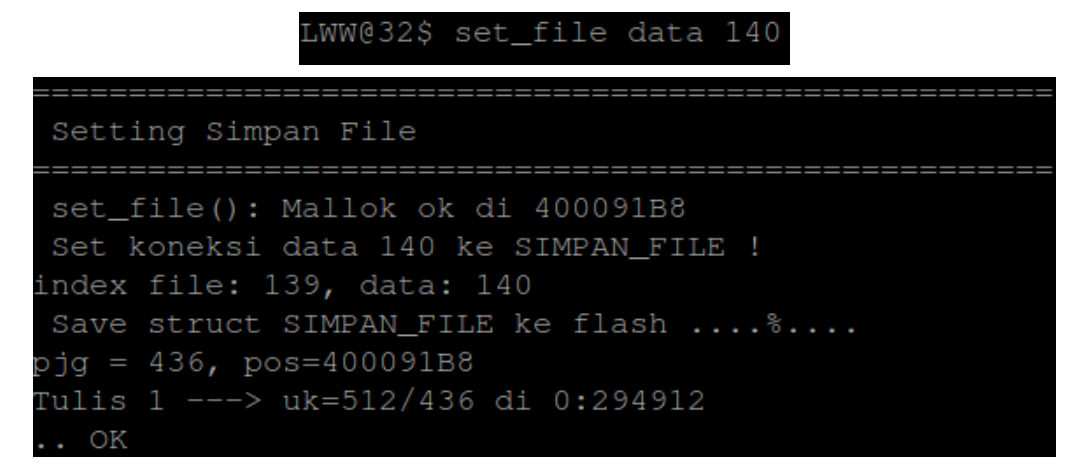 LWW@32$ set_file data 140
=====================================================
Setting Simpan File
=====================================================
set_file(): Mallok ok di 400091B8
Set koneksi data 140 ke SIMPAN_FILE !
index file: 139, data: 140
Save struct SIMPAN_FILE ke flash ....%....
pjg = 436, pos=400091B8
Tulis 1 ---> uk=512/436 di 0:294912
.. OK